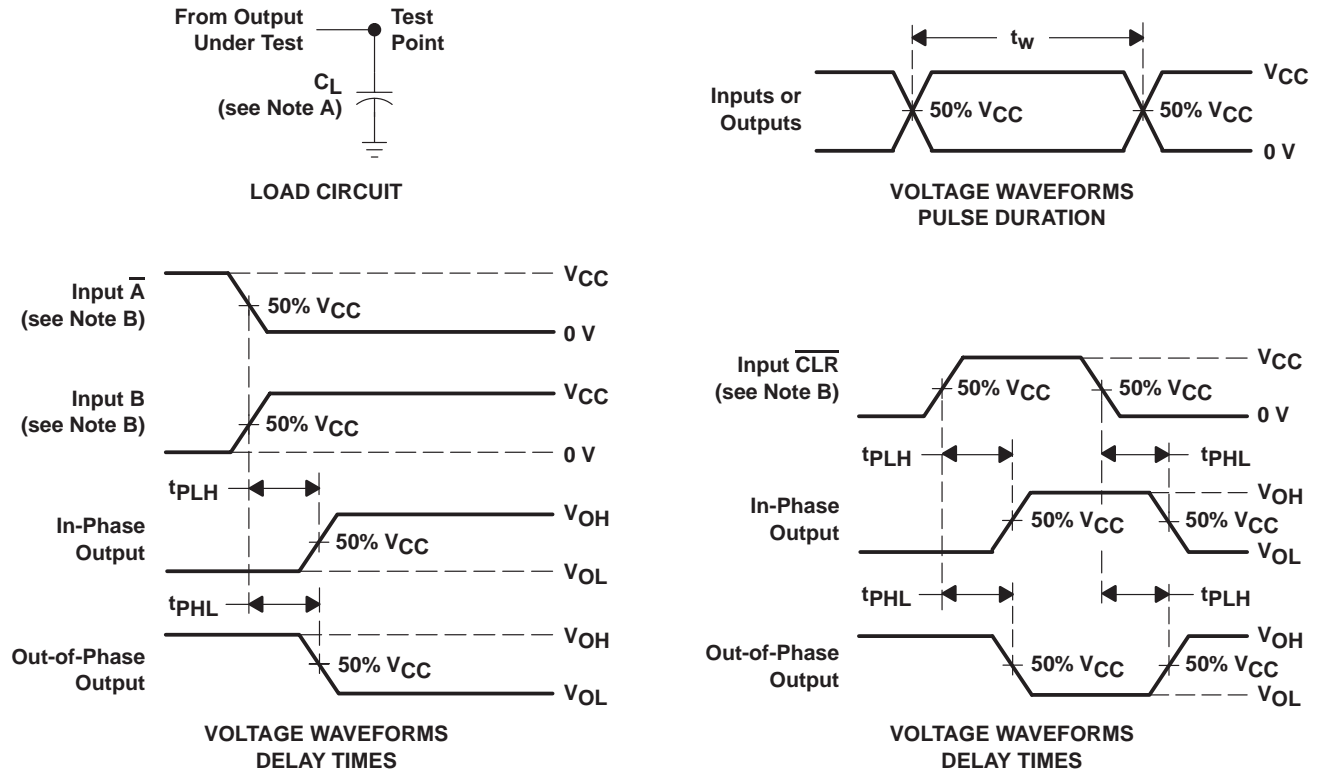 From Output
Under Test
Test
Point
CL
(see Note A)
LOAD CIRCUIT
tw
Inputs or
Outputs
VCC
50% VCC
50% VCC
0 V
VOLTAGE WAVEFORMS
PULSE DURATION
Input A̅
(see Note B)
VCC
50% VCC
0 V
Input B
(see Note B)
VCC
50% VCC
0 V
tPLH
In-Phase
Output
VOH
50% VCC
VOL
tPHL
Out-of-Phase
Output
VOH
50% VCC
VOL
VOLTAGE WAVEFORMS
DELAY TIMES
Input C̅L̅R̅
(see Note B)
VCC
50% VCC
50% VCC
0 V
tPLH
tPHL
In-Phase
Output
VOH
50% VCC
50% VCC
VOL
tPHL
tPLH
Out-of-Phase
Output
VOH
50% VCC
50% VCC
VOL
VOLTAGE WAVEFORMS
DELAY TIMES